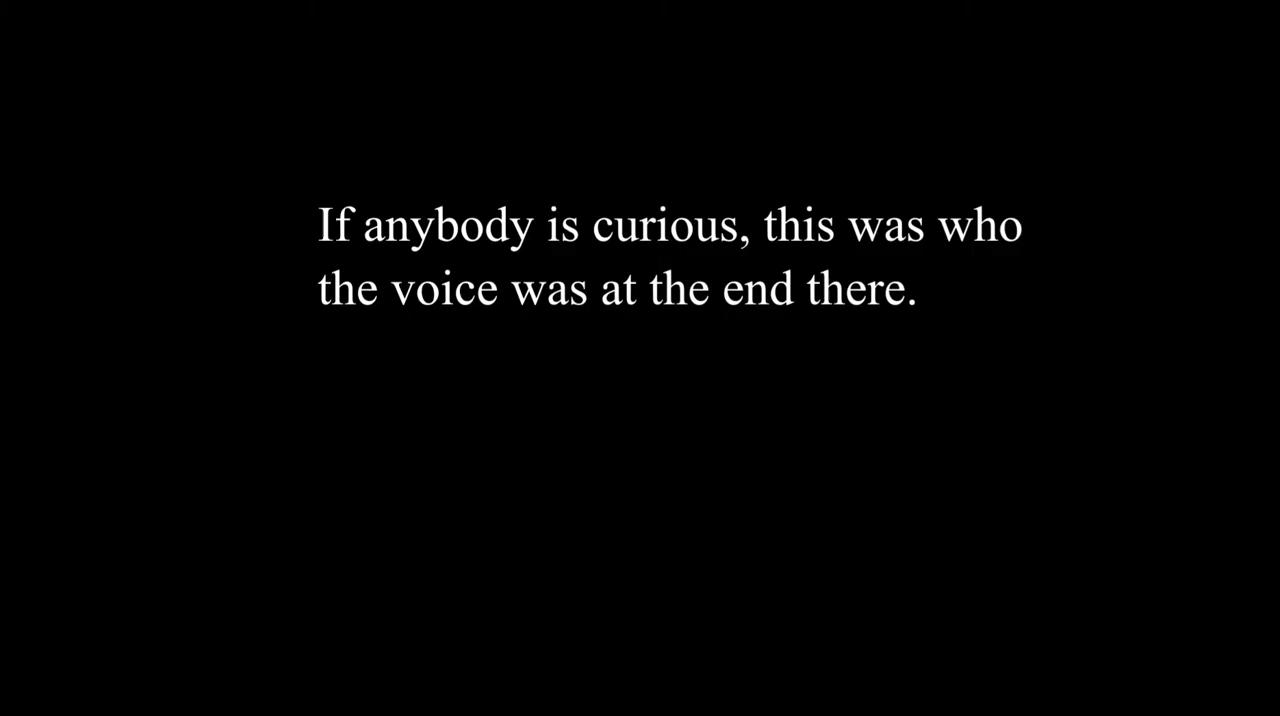 If anybody is curious, this was who
the voice was at the end there.